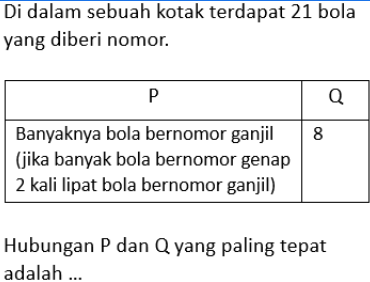 Di dalam sebuah kotak terdapat 21 bola
yang diberi nomor.
P
Q
Banyaknya bola bernomor ganjil
8
(jika banyak bola bernomor genap
2 kali lipat bola bernomor ganjil)
Hubungan P dan Q yang paling tepat
adalah ...